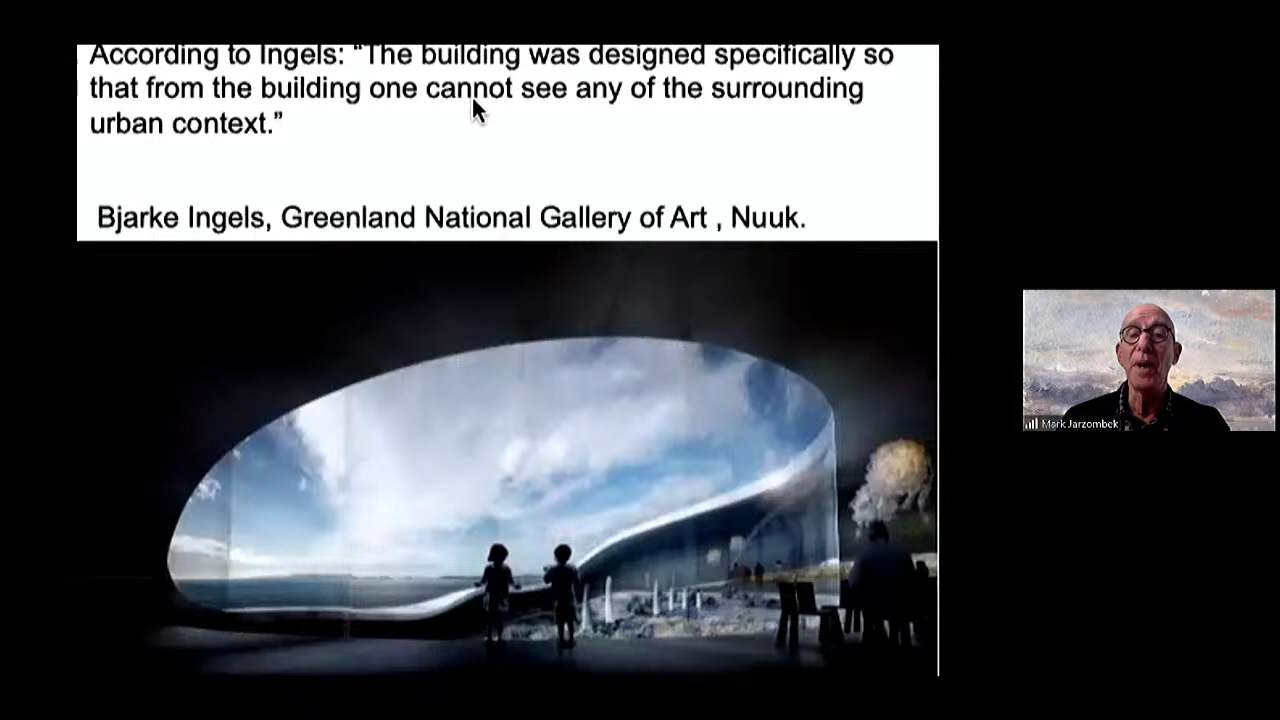 According to Ingels: “The building was designed specifically so
that from the building one cannot see any of the surrounding
urban context.”
Bjarke Ingels, Greenland National Gallery of Art , Nuuk.
Mark Jarzombek